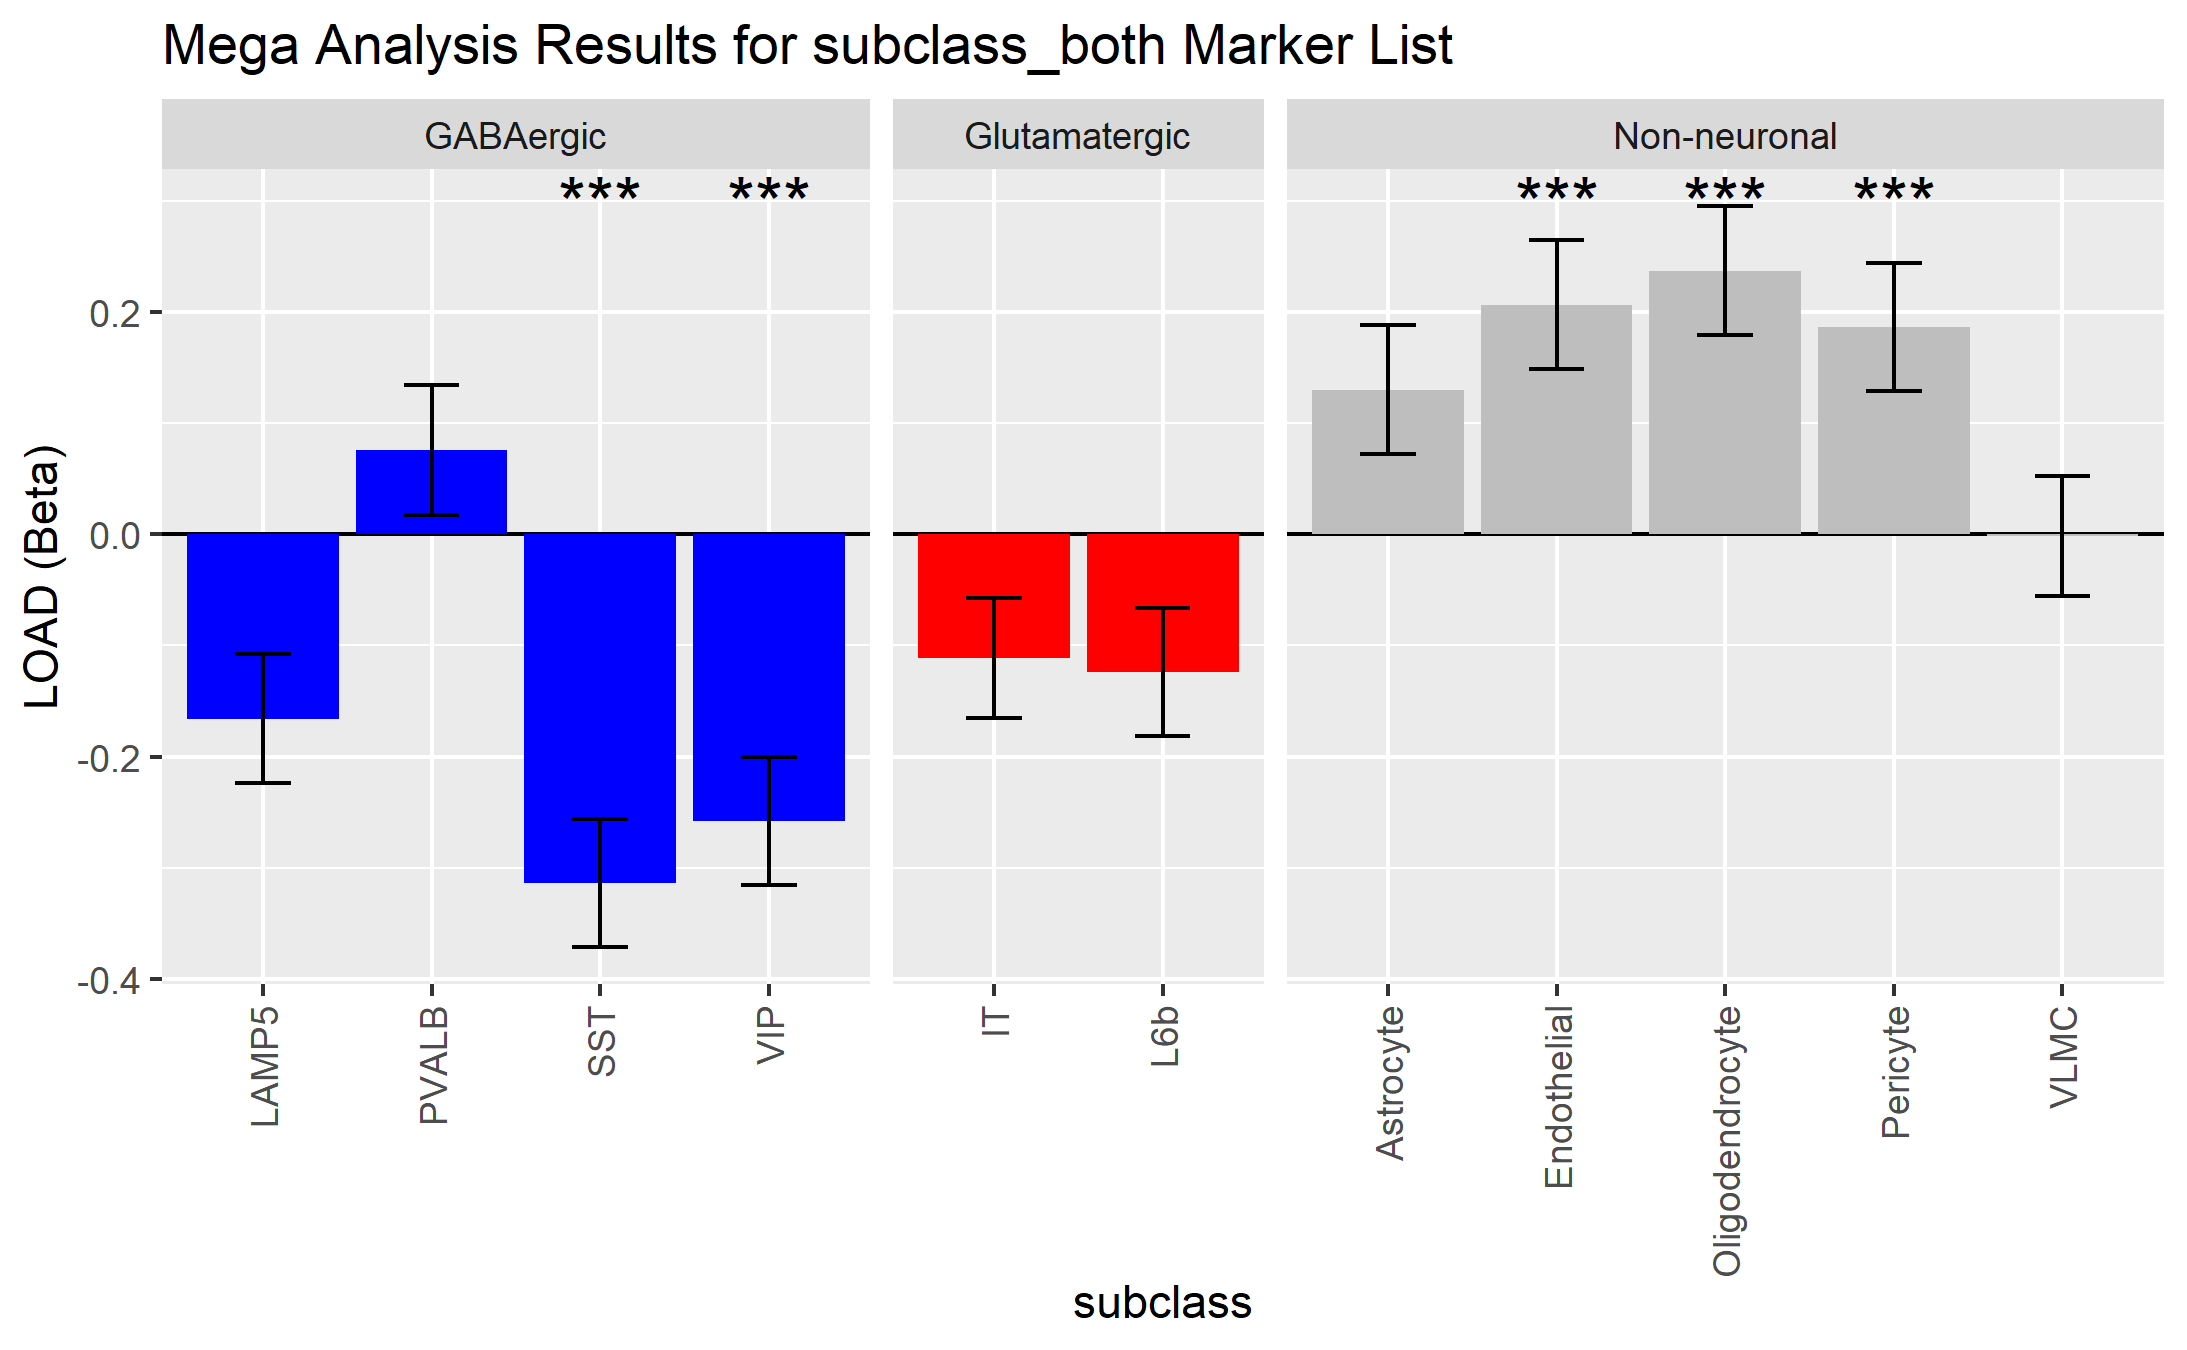 Mega Analysis Results for subclass_both Marker List
GABAergic
Glutamatergic
Non-neuronal
***
***
***
***
***
LOAD (Beta)
0.2
0.0
-0.2
-0.4
LAMP5
PVALB
SST
VIP
IT
L6b
Astrocyte
Endothelial
Oligodendrocyte
Pericyte
VLMC
subclass